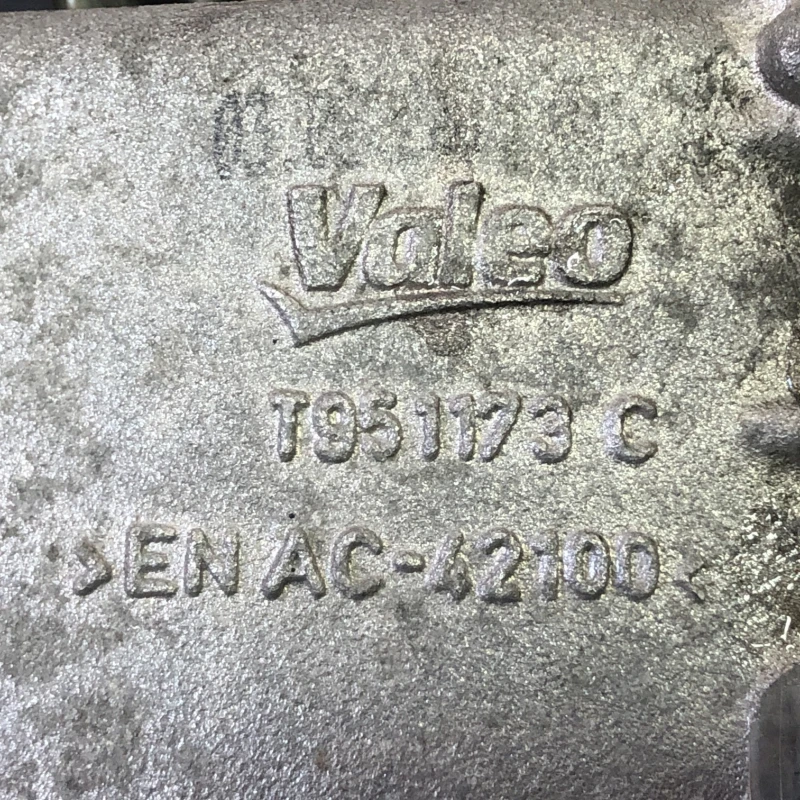 Valeo
T951173 C
>EN AC-42100<